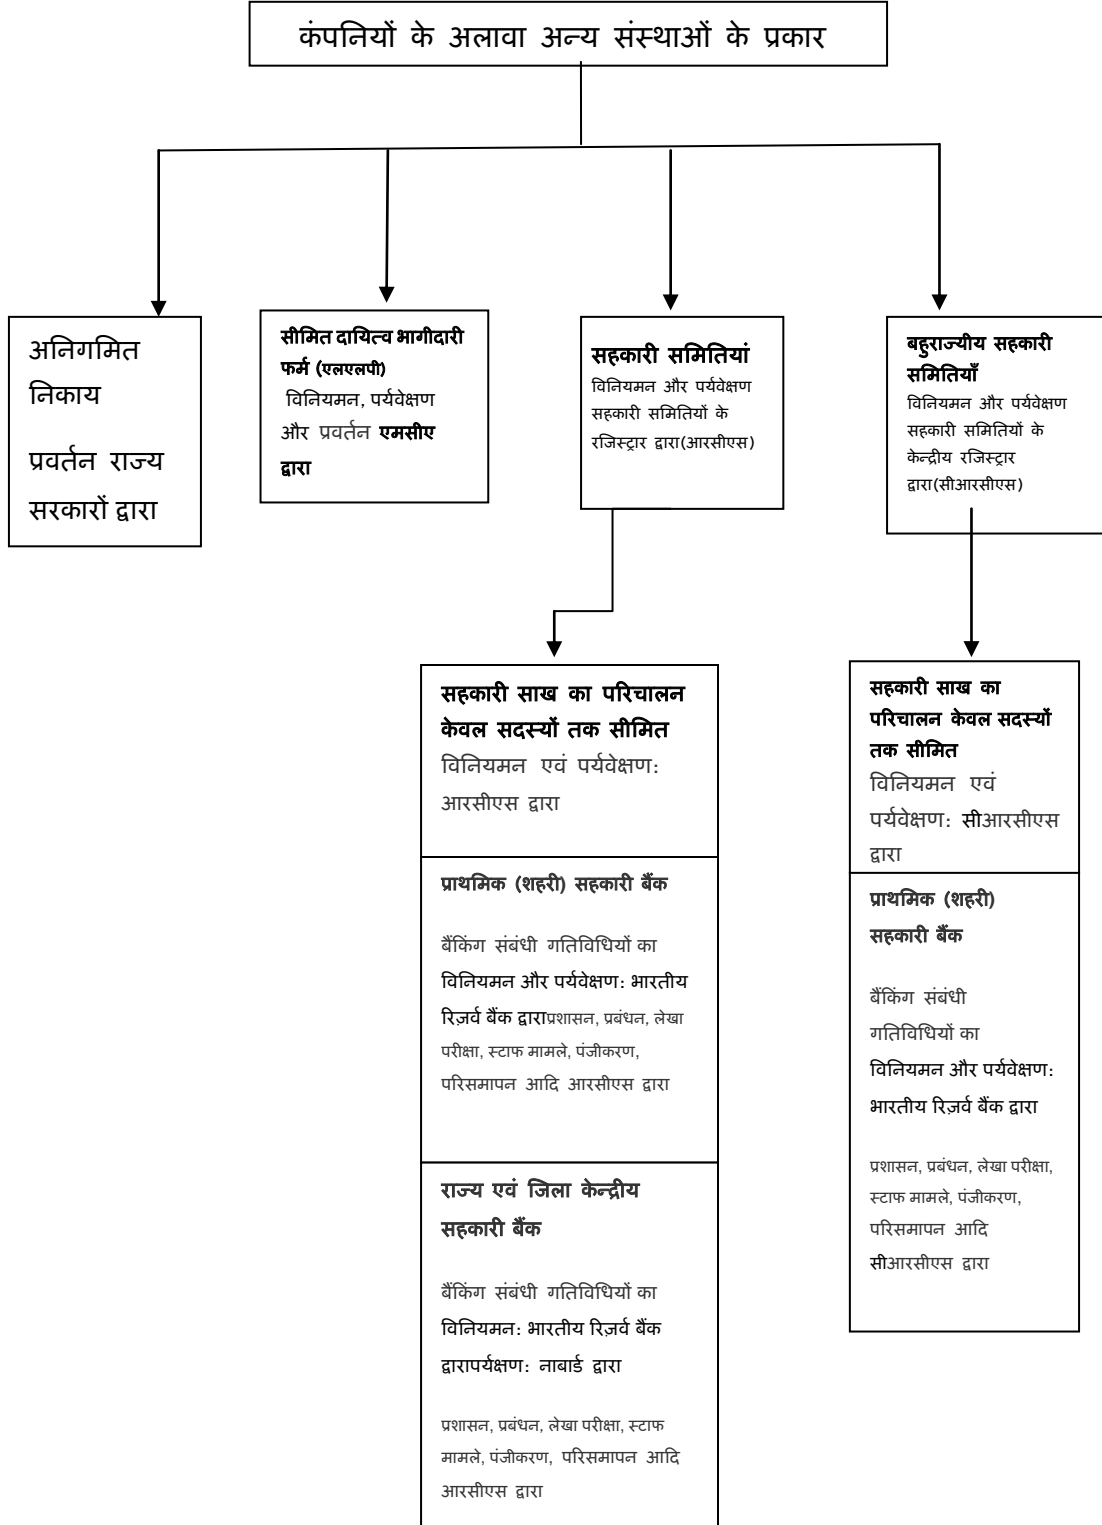 कंपनियों के अलावा अन्य संस्थाओं के प्रकार
अनिगमित
निकाय
प्रवर्तन राज्य
सरकारों द्वारा
सीमित दायित्व भागीदारी
फर्म (एलएलपी)
विनियमन, पर्यवेक्षण
और प्रवर्तन एमसीए
द्वारा
सहकारी समितियां
विनियमन और पर्यवेक्षण
सहकारी समितियों के
रजिस्ट्रार द्वारा(आरसीएस)
बहुराज्यीय सहकारी
समितियाँ
विनियमन और पर्यवेक्षण
सहकारी समितियों के
केन्द्रीय रजिस्ट्रार
द्वारा(सीआरसीएस)
सहकारी साख का परिचालन
केवल सदस्यों तक सीमित
विनियमन एवं पर्यवेक्षण:
आरसीएस द्वारा
प्राथमिक (शहरी) सहकारी बैंक
बैंकिंग संबंधी गतिविधियों का
विनियमन और पर्यवेक्षण: भारतीय
रिज़र्व बैंक द्वाराप्रशासन, प्रबंधन, लेखा
परीक्षा, स्टाफ मामले, पंजीकरण,
परिसमापन आदि आरसीएस द्वारा
राज्य एवं जिला केन्द्रीय
सहकारी बैंक
बैंकिंग संबंधी गतिविधियों का
विनियमन: भारतीय रिज़र्व बैंक
द्वारापर्यक्षण: नाबार्ड द्वारा
प्रशासन, प्रबंधन, लेखा परीक्षा, स्टाफ
मामले, पंजीकरण, परिसमापन आदि
आरसीएस द्वारा
सहकारी साख का
परिचालन केवल सदस्यों
तक सीमित
विनियमन एवं
पर्यवेक्षण: सीआरसीएस
द्वारा
प्राथमिक (शहरी)
सहकारी बैंक
बैंकिंग संबंधी
गतिविधियों का
विनियमन और पर्यवेक्षण:
भारतीय रिज़र्व बैंक द्वारा
प्रशासन, प्रबंधन, लेखा परीक्षा,
स्टाफ मामले, पंजीकरण,
परिसमापन आदि
सीआरसीएस द्वारा